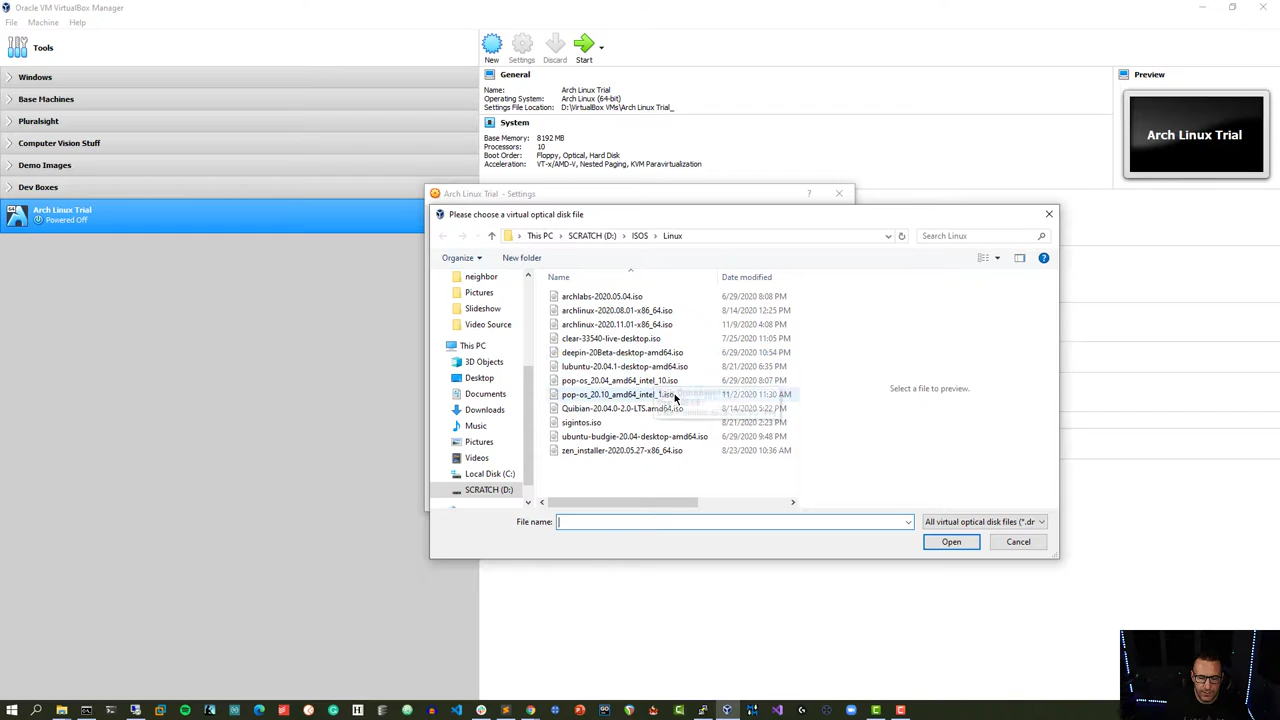 Oracle VM VirtualBox Manager
File Machine Help
Tools
Windows
Base Machines
Pluralsight
Computer Vision Stuff
Demo Images
Dev Boxes
Arch Linux Trial
Powered Off
New Settings Discard Start
General
Name: Arch Linux Trial
Operating System: Arch Linux (64-bit)
Settings File Location: D:\VirtualBox VMs\Arch Linux Trial_
System
Base Memory: 8192 MB
Processors: 10
Boot Order: Floppy, Optical, Hard Disk
Acceleration: VT-x/AMD-V, Nested Paging, KVM Paravirtualization
Preview
Arch Linux Trial
Arch Linux Trial - Settings
Please choose a virtual optical disk file
This PC > SCRATCH (D:) > ISOS > Linux
Search Linux
Organize New folder
neighbor
Pictures
Slideshow
Video Source
This PC
3D Objects
Desktop
Documents
Downloads
Music
Pictures
Videos
Local Disk (C:)
SCRATCH (D:)
Name Date modified
archlabs-2020.05.04.iso 6/29/2020 8:08 PM
archlinux-2020.08.01-x86_64.iso 8/14/2020 12:25 PM
archlinux-2020.11.01-x86_64.iso 11/9/2020 4:08 PM
clear-33540-live-desktop.iso 7/25/2020 11:05 PM
deepin-20Beta-desktop-amd64.iso 6/29/2020 10:54 PM
lubuntu-20.04.1-desktop-amd64.iso 8/21/2020 6:35 PM
pop-os_20.04_amd64_intel_10.iso 6/29/2020 8:07 PM
pop-os_20.10_amd64_intel_1.iso 11/2/2020 11:30 AM
Quibian-20.04.0-2.0-LTS.amd64.iso 8/14/2020 5:22 PM
sigintos.iso 8/21/2020 2:23 PM
ubuntu-budgie-20.04-desktop-amd64.iso 6/29/2020 9:48 PM
zen_installer-2020.05.27-x86_64.iso 8/23/2020 10:36 AM
Select a file to preview.
File name:
All virtual optical disk files (*.dr
Open Cancel